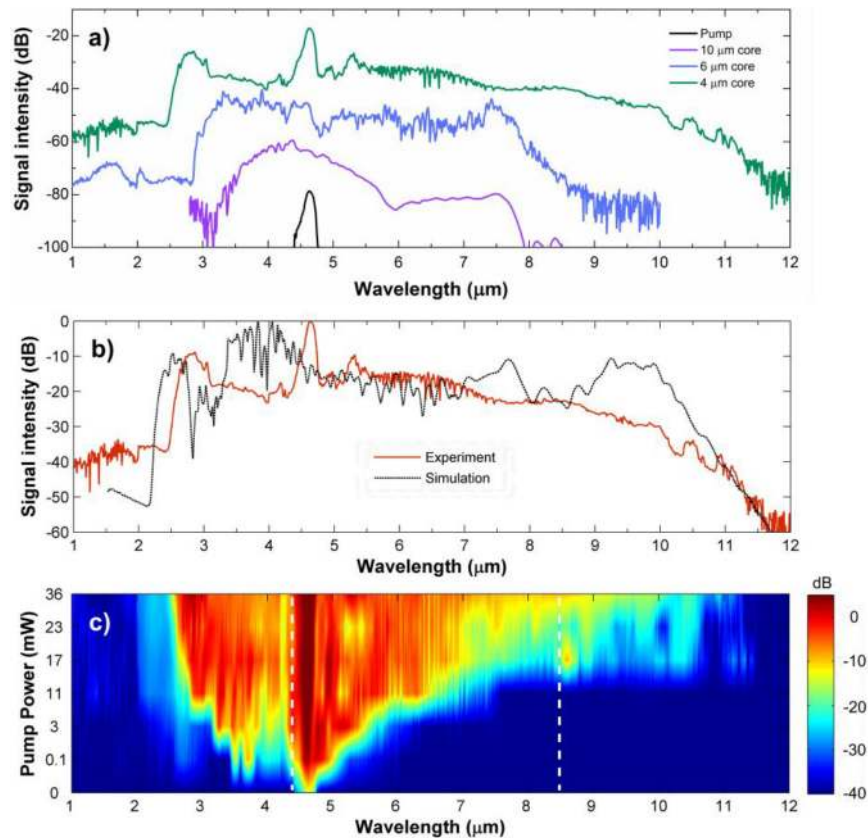 a)
Signal intensity (dB)
-20
-40
-60
-80
-100
Pump
10 μm core
6 μm core
4 μm core
1 2 3 4 5 6 7 8 9 10 11 12
Wavelength (μm)
b)
Signal intensity (dB)
0
-10
-20
-30
-40
-50
-60
Experiment
Simulation
1 2 3 4 5 6 7 8 9 10 11 12
Wavelength (μm)
c)
Pump Power (mW)
36
23
17
11
3
0.1
0
dB
0
-10
-20
-30
-40
1 2 3 4 5 6 7 8 9 10 11 12
Wavelength (μm)